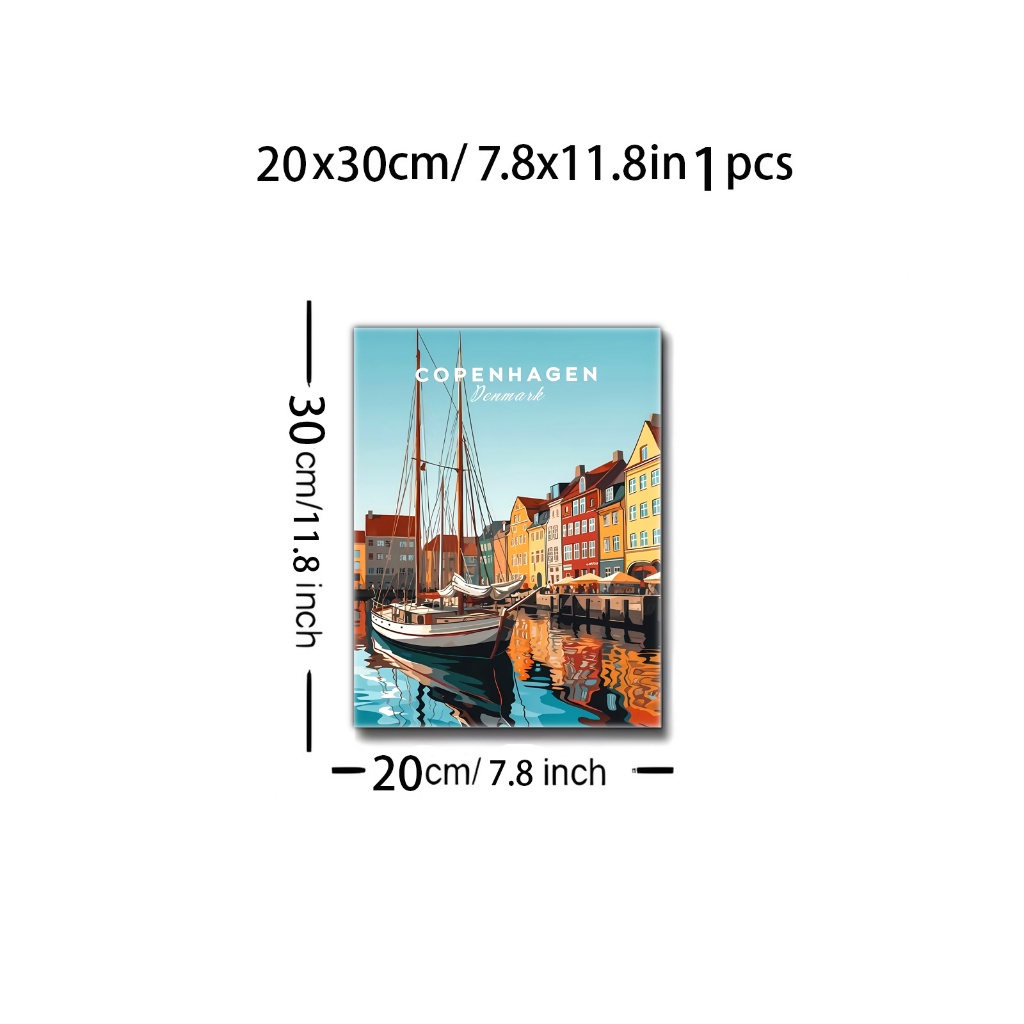 20x30cm/ 7.8x11.8in 1 pcs
COPENHAGEN
Denmark
30cm/11.8 inch
20cm/ 7.8 inch